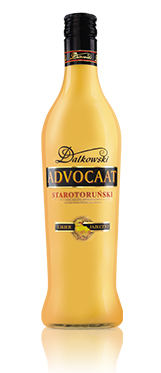 Dalkowski
ADVOCAAT
STAROTORUŃSKI
LIKIER JAJECZNY